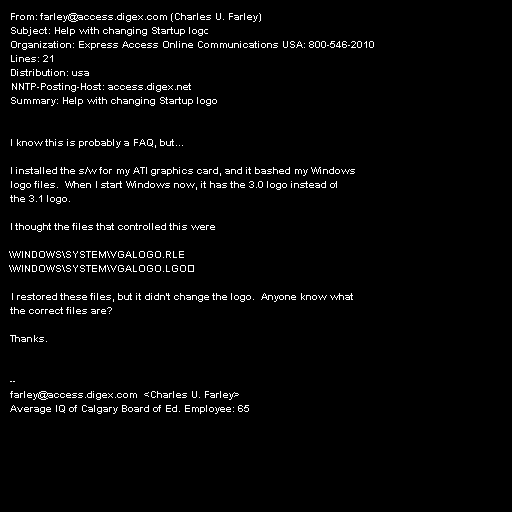 From: farley@access.digex.com (Charles U. Farley)
Subject: Help with changing Startup logo
Organization: Express Access Online Communications USA: 800-546-2010
Lines: 21
Distribution: usa
NNTP-Posting-Host: access.digex.net
Summary: Help with changing Startup logo
I know this is probably a FAQ, but...
I installed the s/w for my ATI graphics card, and it bashed my Windows
logo files.  When I start Windows now, it has the 3.0 logo instead of
the 3.1 logo.
I thought the files that controlled this were
\WINDOWS\SYSTEM\VGALOGO.RLE
\WINDOWS\SYSTEM\VGALOGO.LGO
I restored these files, but it didn't change the logo.  Anyone know what
the correct files are?
Thanks.
--
farley@access.digex.com  <Charles U. Farley>
Average IQ of Calgary Board of Ed. Employee: 65